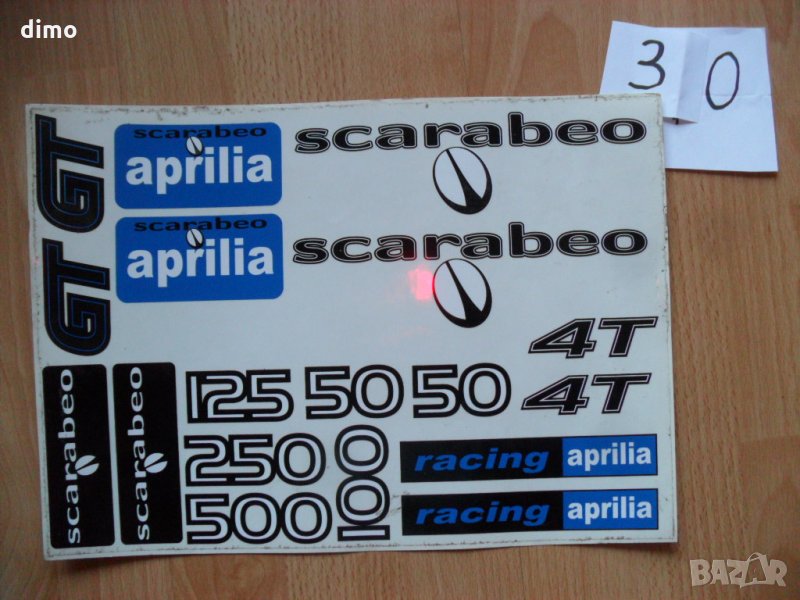 dimo
30
GT
GT
scarabeo
aprilia
scarabeo
aprilia
scarabeo
scarabeo
4T
4T
scarabeo
scarabeo
125
50
50
250
500
100
racing aprilia
racing aprilia
BAZAR